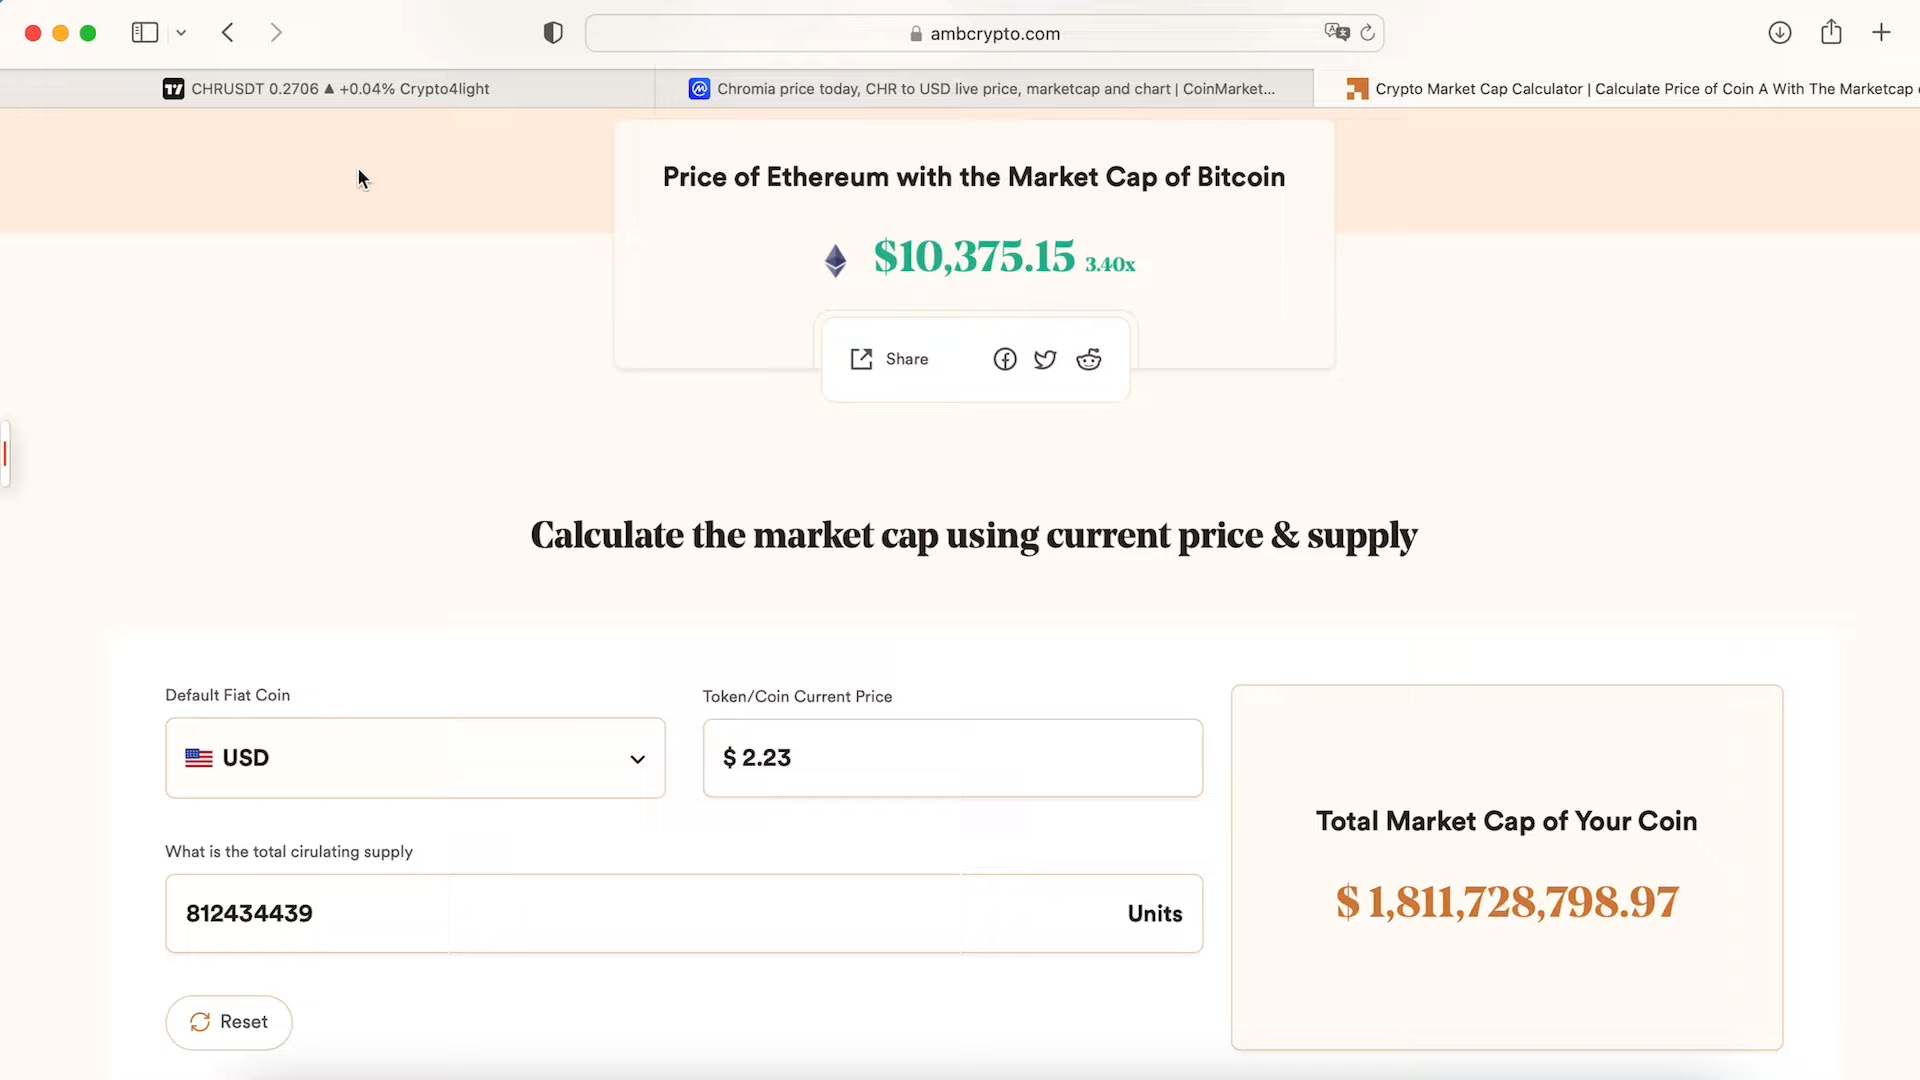 ambcrypto.com
CHRUSDT 0.2706 ▲ +0.04% Crypto4light
Chromia price today, CHR to USD live price, marketcap and chart | CoinMarket...
Crypto Market Cap Calculator | Calculate Price of Coin A With The Marketcap
Price of Ethereum with the Market Cap of Bitcoin
$10,375.15 3.40x
Share
Calculate the market cap using current price & supply
Default Fiat Coin
Token/Coin Current Price
USD
$ 2.23
Total Market Cap of Your Coin
What is the total cirulating supply
$ 1,811,728,798.97
812434439
Units
Reset